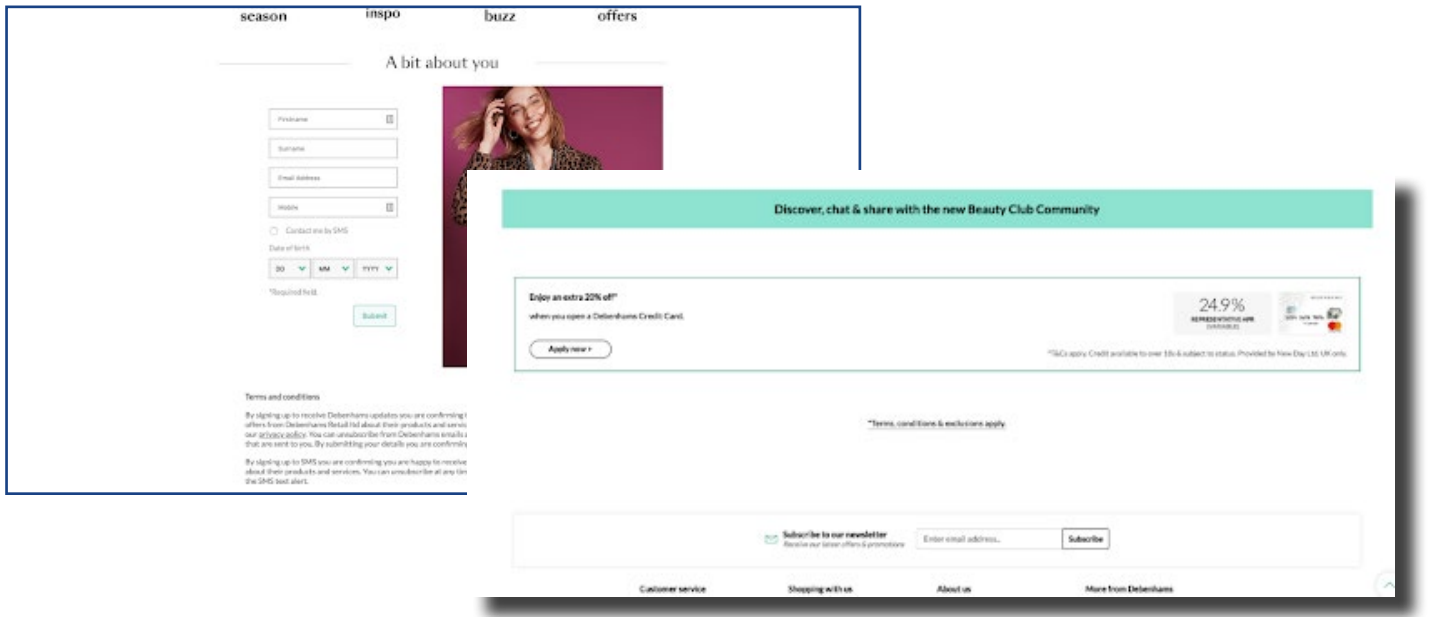 season inspo buzz offers
A bit about you
Firstname
Surname
Email Address
Mobile
Contact me by SMS
Date of birth
DD MM YYYY
*Required field.
Submit
Terms and conditions
By signing up to receive Debenhams updates you are confirming
offers from Debenhams Retail ltd about their products and
our privacy policy. You can unsubscribe from Debenhams emails
that are sent to you. By submitting your details you are confirming
By signing up to SMS you are confirming you are happy to receive
about their products and services. You can unsubscribe at any
the SMS text alert.
Discover, chat & share with the new Beauty Club Community
Enjoy an extra 20% off*
when you open a Debenhams Credit Card.
Apply now >
24.9%
REPRESENTATIVE APR
(VARIABLE)
*T&Cs apply. Credit available to over 18s & subject to status. Provided by New Day Ltd. UK only.
*Terms, conditions & exclusions apply.
Subscribe to our newsletter
Receive our latest offers & promotions
Enter email address..
Subscribe
Customer service Shopping with us About us More from Debenhams